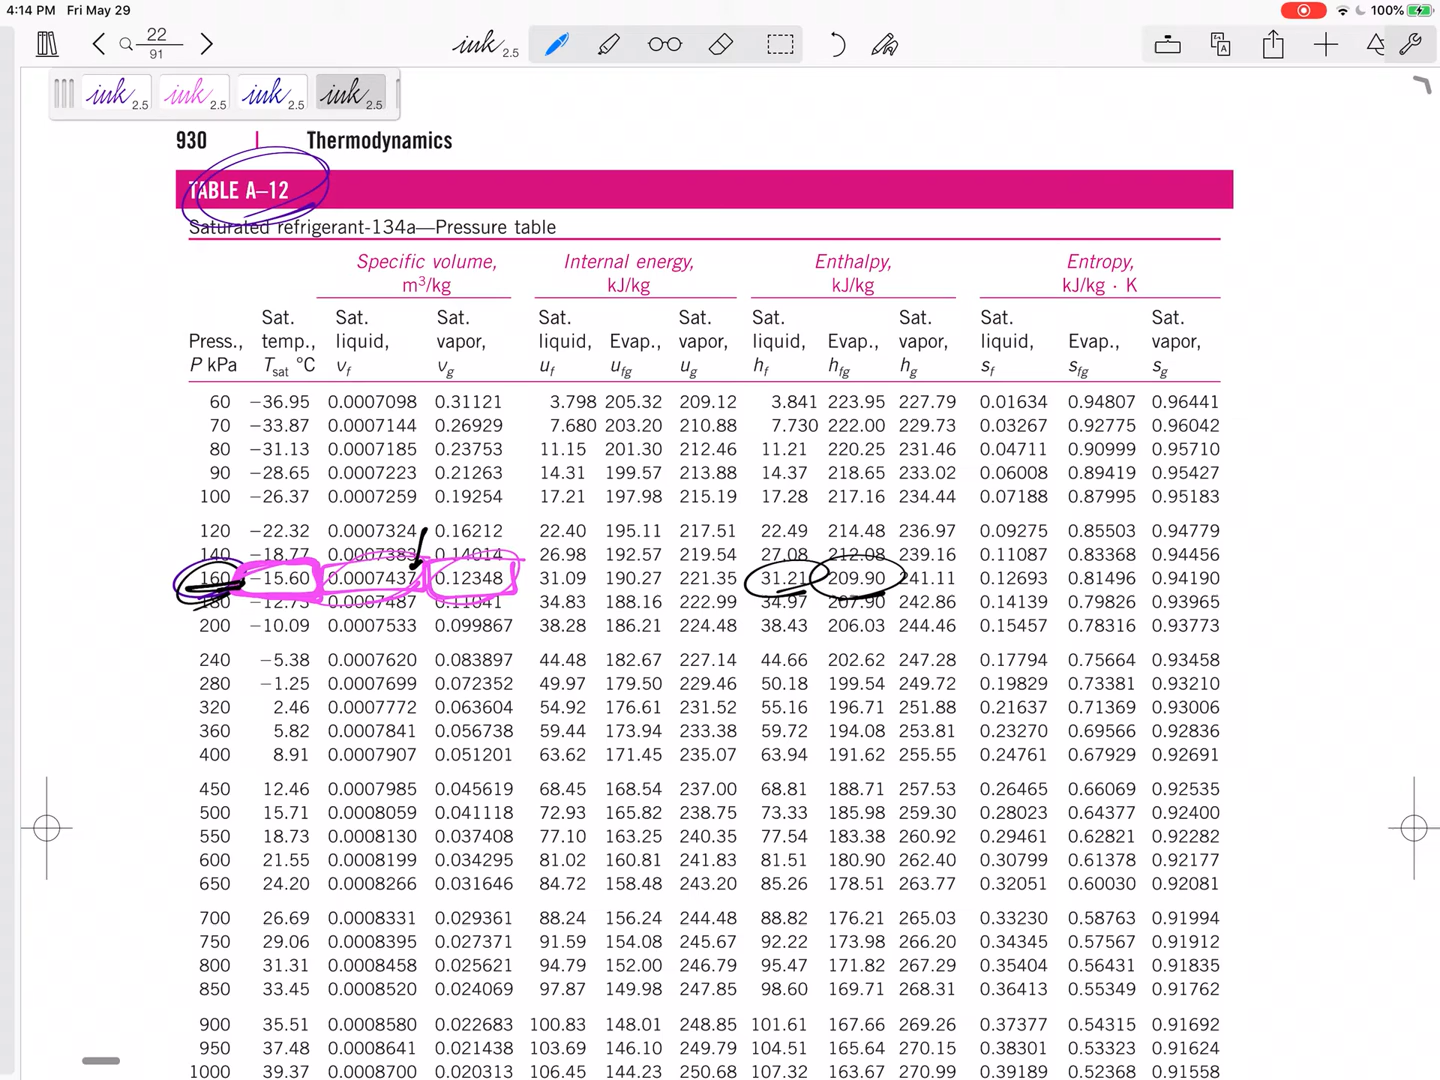 4:14 PM Fri May 29
100%
22
91
ink 2.5
ink 2.5 ink 2.5 ink 2.5 ink 2.5
930 | Thermodynamics
TABLE A–12
Saturated refrigerant-134a—Pressure table
Specific volume, Internal energy, Enthalpy, Entropy,
m³/kg kJ/kg kJ/kg kJ/kg · K
Sat. Sat. Sat. Sat. Sat. Sat. Sat. Sat. Sat.
Press., temp., liquid, vapor, liquid, Evap., vapor, liquid, Evap., vapor, liquid, Evap., vapor,
P kPa Tsat °C vf vg uf ufg ug hf hfg hg sf sfg sg
60 −36.95 0.0007098 0.31121 3.798 205.32 209.12 3.841 223.95 227.79 0.01634 0.94807 0.96441
70 −33.87 0.0007144 0.26929 7.680 203.20 210.88 7.730 222.00 229.73 0.03267 0.92775 0.96042
80 −31.13 0.0007185 0.23753 11.15 201.30 212.46 11.21 220.25 231.46 0.04711 0.90999 0.95710
90 −28.65 0.0007223 0.21263 14.31 199.57 213.88 14.37 218.65 233.02 0.06008 0.89419 0.95427
100 −26.37 0.0007259 0.19254 17.21 197.98 215.19 17.28 217.16 234.44 0.07188 0.87995 0.95183
120 −22.32 0.0007324 0.16212 22.40 195.11 217.51 22.49 214.48 236.97 0.09275 0.85503 0.94779
140 −18.77 0.0007383 0.14014 26.98 192.57 219.54 27.08 212.08 239.16 0.11087 0.83368 0.94456
160 −15.60 0.0007437 0.12348 31.09 190.27 221.35 31.21 209.90 241.11 0.12693 0.81496 0.94190
180 −12.73 0.0007487 0.11041 34.83 188.16 222.99 34.97 207.90 242.86 0.14139 0.79826 0.93965
200 −10.09 0.0007533 0.099867 38.28 186.21 224.48 38.43 206.03 244.46 0.15457 0.78316 0.93773
240 −5.38 0.0007620 0.083897 44.48 182.67 227.14 44.66 202.62 247.28 0.17794 0.75664 0.93458
280 −1.25 0.0007699 0.072352 49.97 179.50 229.46 50.18 199.54 249.72 0.19829 0.73381 0.93210
320 2.46 0.0007772 0.063604 54.92 176.61 231.52 55.16 196.71 251.88 0.21637 0.71369 0.93006
360 5.82 0.0007841 0.056738 59.44 173.94 233.38 59.72 194.08 253.81 0.23270 0.69566 0.92836
400 8.91 0.0007907 0.051201 63.62 171.45 235.07 63.94 191.62 255.55 0.24761 0.67929 0.92691
450 12.46 0.0007985 0.045619 68.45 168.54 237.00 68.81 188.71 257.53 0.26465 0.66069 0.92535
500 15.71 0.0008059 0.041118 72.93 165.82 238.75 73.33 185.98 259.30 0.28023 0.64377 0.92400
550 18.73 0.0008130 0.037408 77.10 163.25 240.35 77.54 183.38 260.92 0.29461 0.62821 0.92282
600 21.55 0.0008199 0.034295 81.02 160.81 241.83 81.51 180.90 262.40 0.30799 0.61378 0.92177
650 24.20 0.0008266 0.031646 84.72 158.48 243.20 85.26 178.51 263.77 0.32051 0.60030 0.92081
700 26.69 0.0008331 0.029361 88.24 156.24 244.48 88.82 176.21 265.03 0.33230 0.58763 0.91994
750 29.06 0.0008395 0.027371 91.59 154.08 245.67 92.22 173.98 266.20 0.34345 0.57567 0.91912
800 31.31 0.0008458 0.025621 94.79 152.00 246.79 95.47 171.82 267.29 0.35404 0.56431 0.91835
850 33.45 0.0008520 0.024069 97.87 149.98 247.85 98.60 169.71 268.31 0.36413 0.55349 0.91762
900 35.51 0.0008580 0.022683 100.83 148.01 248.85 101.61 167.66 269.26 0.37377 0.54315 0.91692
950 37.48 0.0008641 0.021438 103.69 146.10 249.79 104.51 165.64 270.15 0.38301 0.53323 0.91624
1000 39.37 0.0008700 0.020313 106.45 144.23 250.68 107.32 163.67 270.99 0.39189 0.52368 0.91558